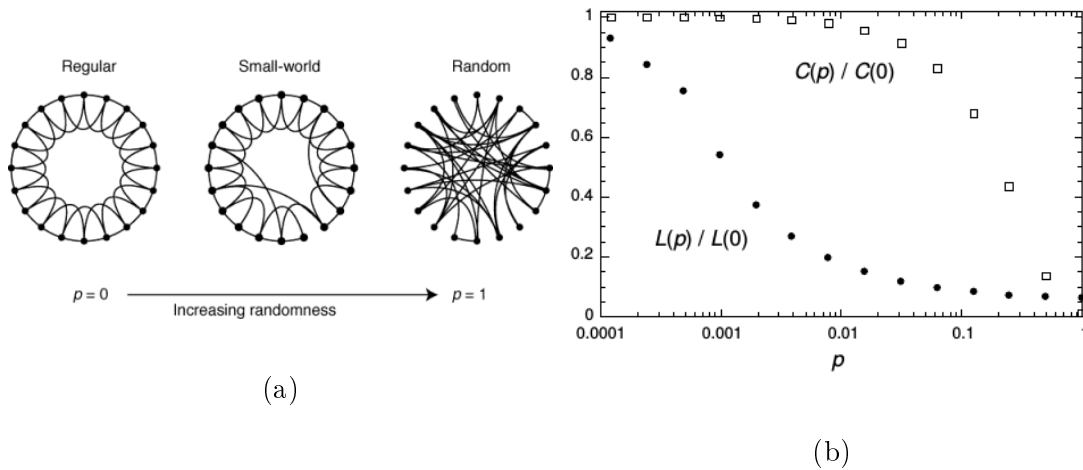 Regular
Small-world
Random
p = 0
p = 1
Increasing randomness
(a)
1
0.8
0.6
0.4
0.2
0
C(p) / C(0)
L(p) / L(0)
0.0001
0.001
0.01
0.1
1
p
(b)